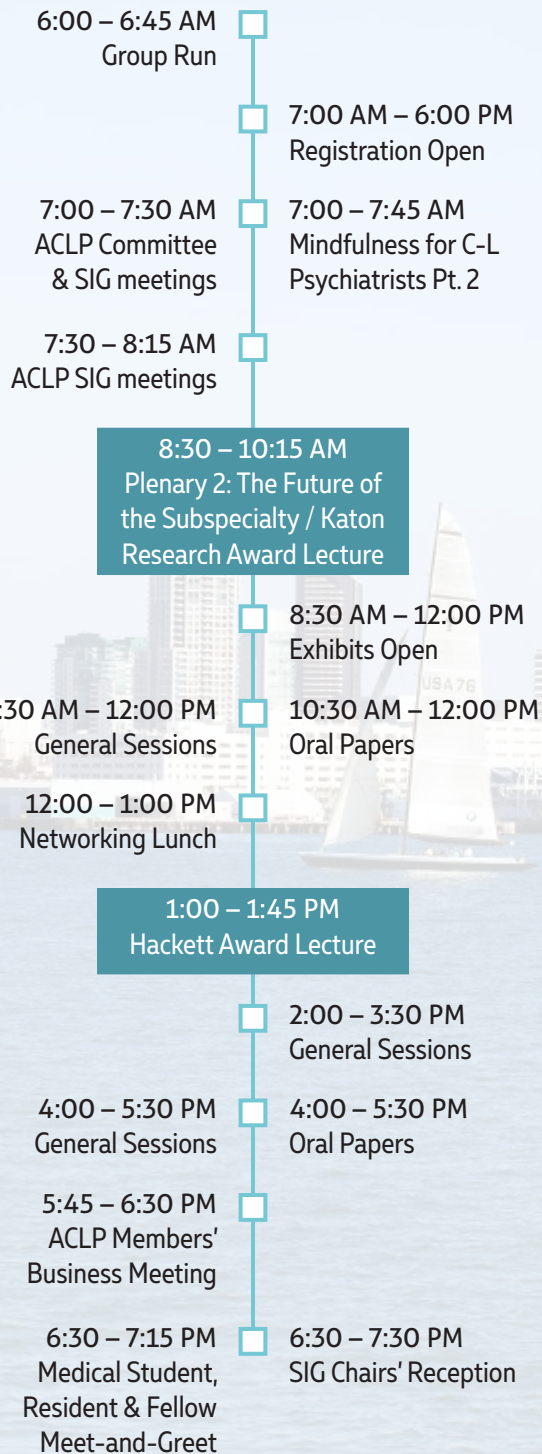 6:00 – 6:45 AM
Group Run
7:00 AM – 6:00 PM
Registration Open
7:00 – 7:30 AM
ACLP Committee
& SIG meetings
7:00 – 7:45 AM
Mindfulness for C-L
Psychiatrists Pt. 2
7:30 – 8:15 AM
ACLP SIG meetings
8:30 – 10:15 AM
Plenary 2: The Future of
the Subspecialty / Katon
Research Award Lecture
8:30 AM – 12:00 PM
Exhibits Open
:30 AM – 12:00 PM
General Sessions
10:30 AM – 12:00 PM
Oral Papers
USA 76
12:00 – 1:00 PM
Networking Lunch
1:00 – 1:45 PM
Hackett Award Lecture
2:00 – 3:30 PM
General Sessions
4:00 – 5:30 PM
General Sessions
4:00 – 5:30 PM
Oral Papers
5:45 – 6:30 PM
ACLP Members’
Business Meeting
6:30 – 7:15 PM
Medical Student,
Resident & Fellow
Meet-and-Greet
6:30 – 7:30 PM
SIG Chairs’ Reception